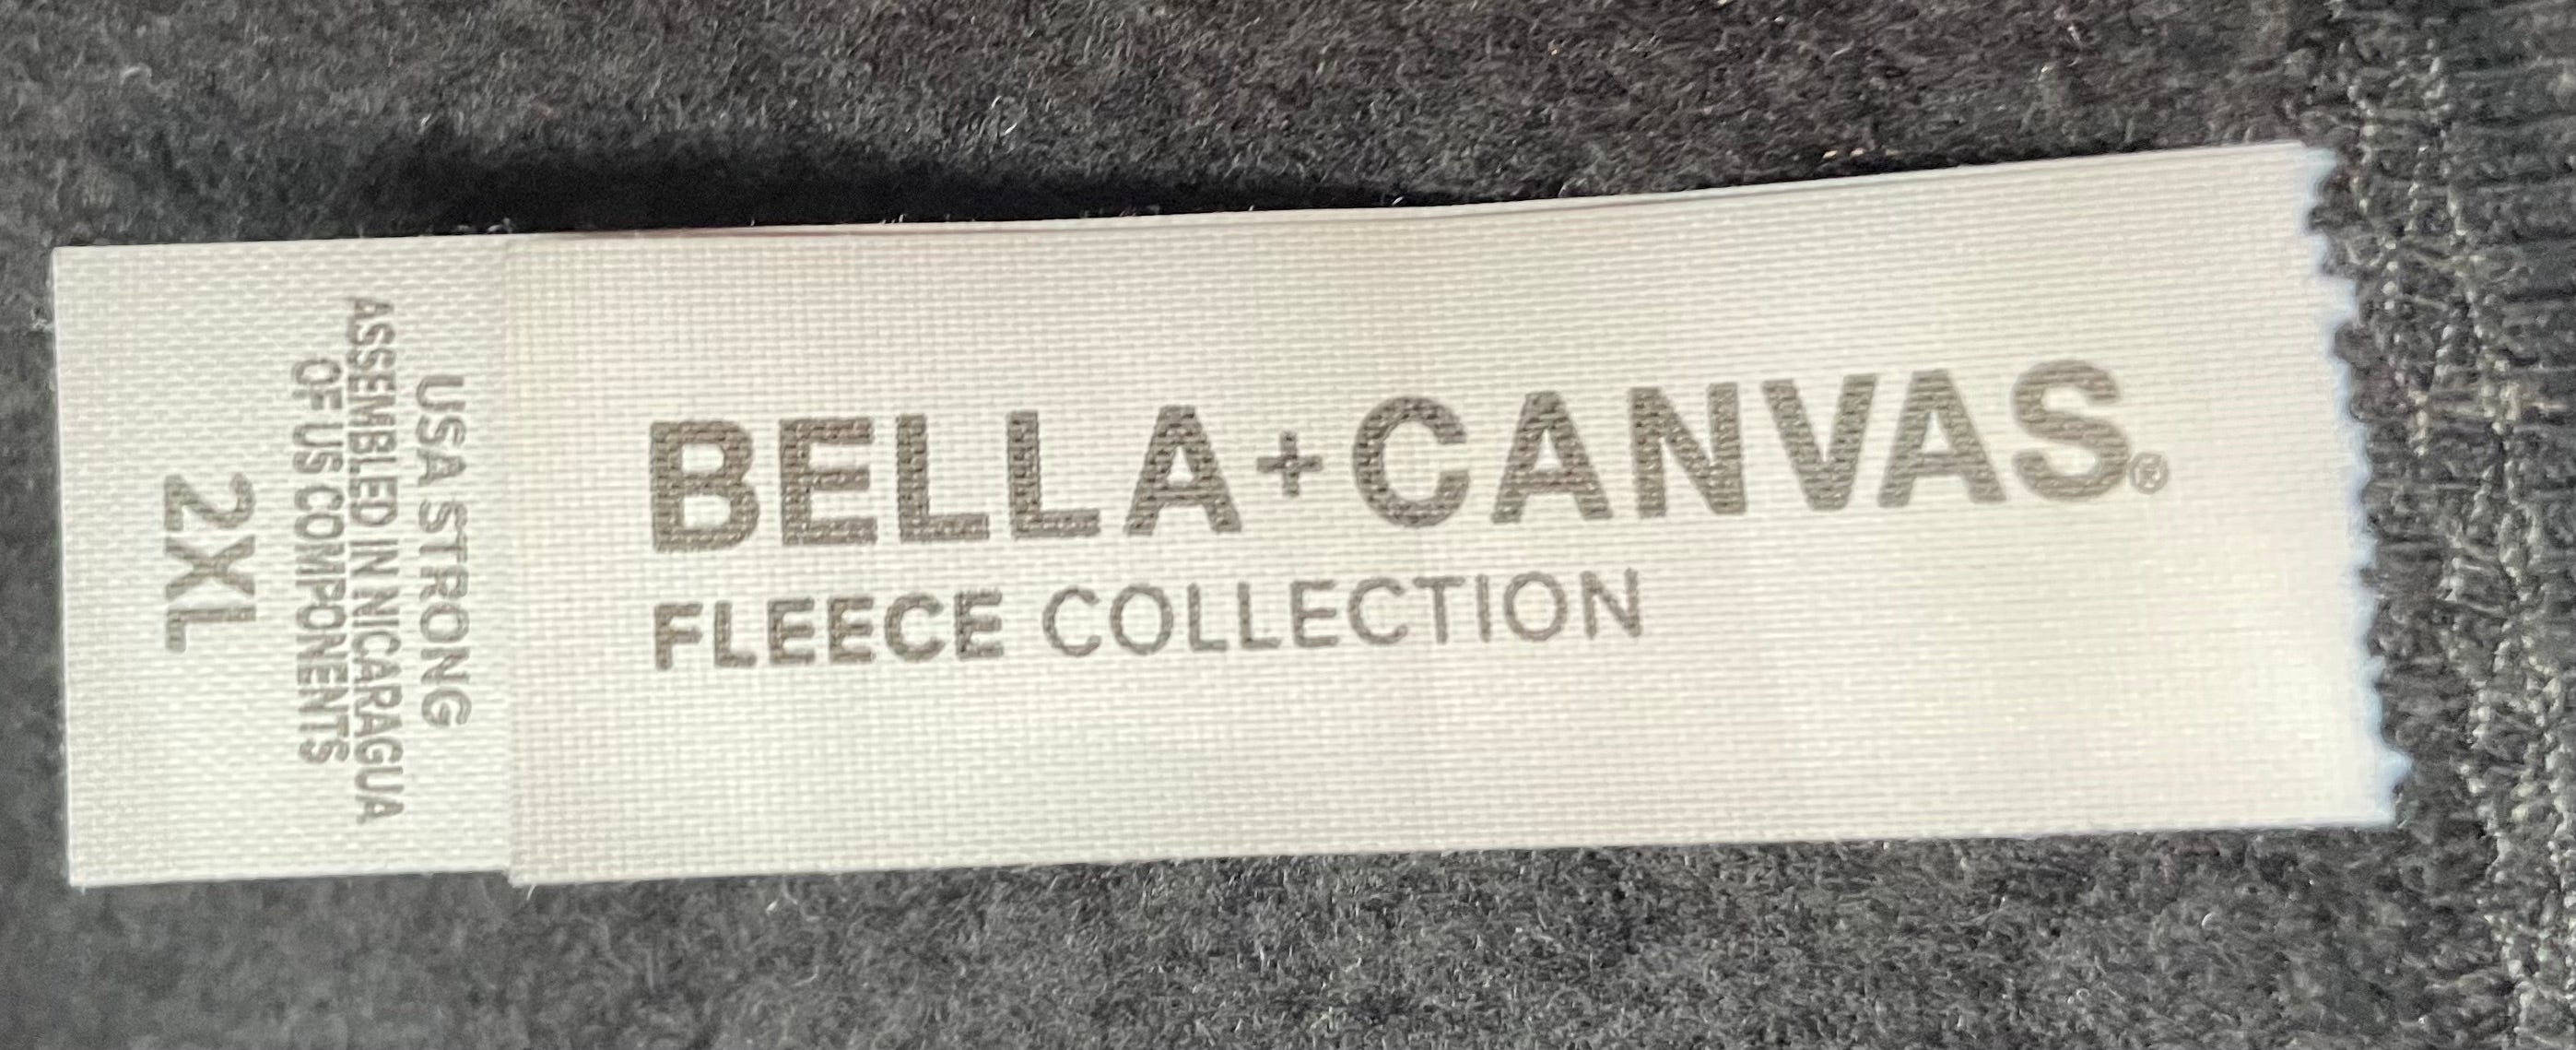 BELLA+CANVAS®
FLEECE COLLECTION
USA STRONG
ASSEMBLED IN NICARAGUA
OF US COMPONENTS
2XL